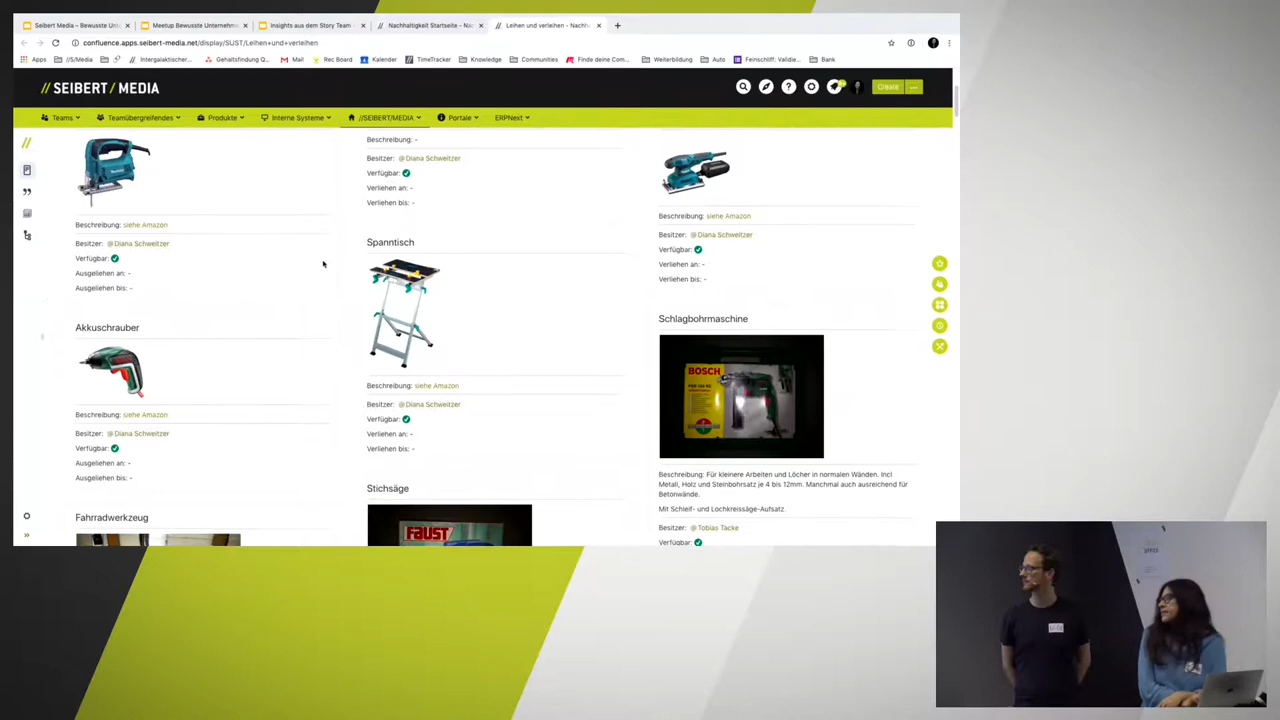 Seibert Media – Bewusste Unte
Meetup Bewusste Unternehme
Insights aus dem Story Team -
Nachhaltigkeit Startseite - Nac
Leihen und verleihen - Nachh
confluence.apps.seibert-media.net/display/SUST/Leihen+und+verleihen
Apps //S/Media Intergalaktischer... Gehaltsfindung Q... Mail Rec Board Kalender TimeTracker Knowledge Communities Finde deine Com... Weiterbildung Auto Feinschliff: Validie... Bank
// SEIBERT / MEDIA
Create ...
Teams Teamübergreifendes Produkte Interne Systeme //SEIBERT/MEDIA Portale ERPNext
Beschreibung: siehe Amazon
Besitzer: @ Diana Schweitzer
Verfügbar:
Ausgeliehen an: -
Ausgeliehen bis: -
Akkuschrauber
Beschreibung: siehe Amazon
Besitzer: @ Diana Schweitzer
Verfügbar:
Ausgeliehen an: -
Ausgeliehen bis: -
Fahrradwerkzeug
Beschreibung: -
Besitzer: @ Diana Schweitzer
Verfügbar:
Verliehen an: -
Verliehen bis: -
Spanntisch
Beschreibung: siehe Amazon
Besitzer: @ Diana Schweitzer
Verfügbar:
Verliehen an: -
Verliehen bis: -
Stichsäge
FAUST
Beschreibung: siehe Amazon
Besitzer: @ Diana Schweitzer
Verfügbar:
Verliehen an: -
Verliehen bis: -
Schlagbohrmaschine
BOSCH
Beschreibung: Für kleinere Arbeiten und Löcher in normalen Wänden. Incl
Metall, Holz und Steinbohrsatz je 4 bis 12mm. Manchmal auch ausreichend für
Betonwände.
Mit Schleif- und Lochkreissäge-Aufsatz.
Besitzer: @ Tobias Tacke
Verfügbar: